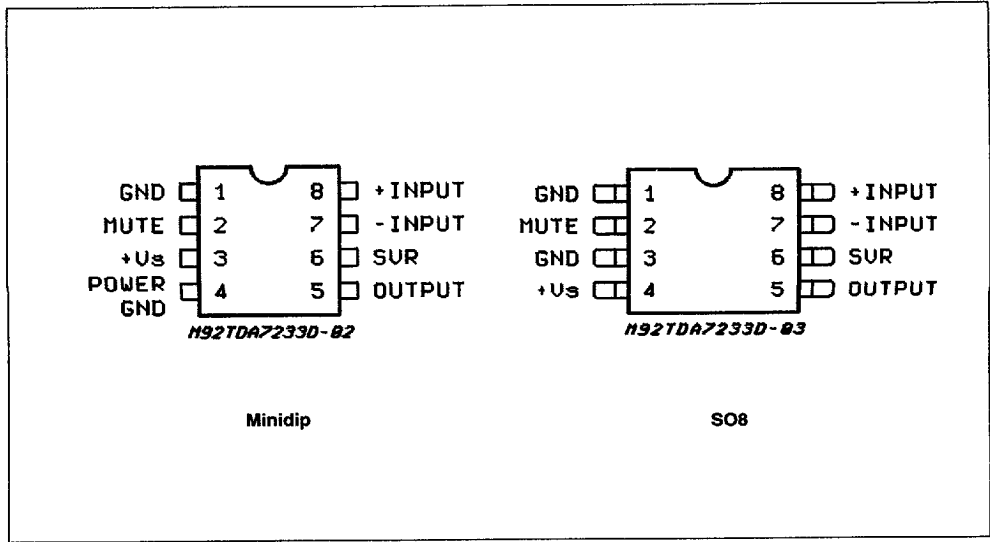 GND 1 8 +INPUT
MUTE 2 7 -INPUT
+Vs 3 6 SVR
POWER GND 4 5 OUTPUT
M92TDA7233D-02
Minidip
GND 1 8 +INPUT
MUTE 2 7 -INPUT
GND 3 6 SVR
+Vs 4 5 OUTPUT
M92TDA7233D-03
SO8